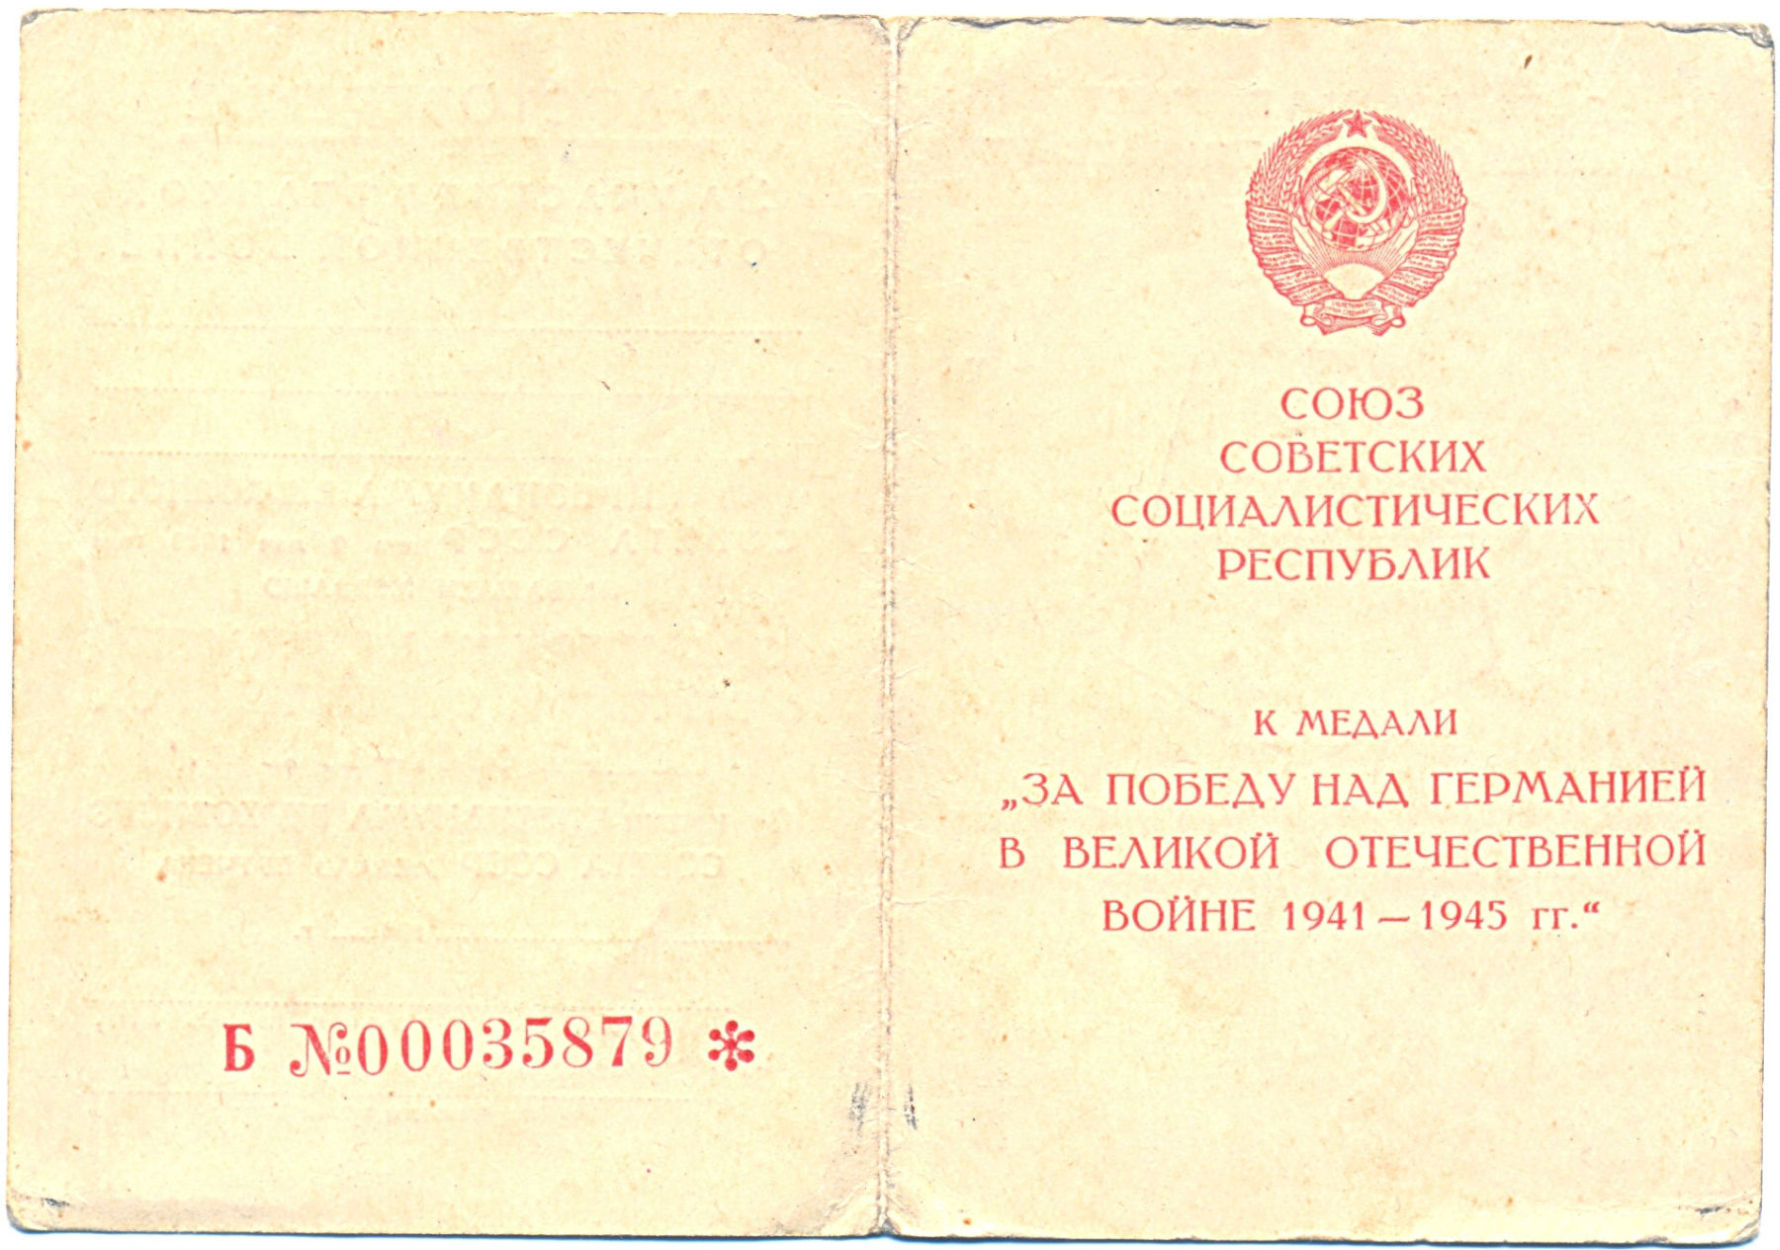 СОЮЗ
СОВЕТСКИХ
СОЦИАЛИСТИЧЕСКИХ
РЕСПУБЛИК
К МЕДАЛИ
„ЗА ПОБЕДУ НАД ГЕРМАНИЕЙ
В ВЕЛИКОЙ ОТЕЧЕСТВЕННОЙ
ВОЙНЕ 1941—1945 гг.“
Б №00035879 *